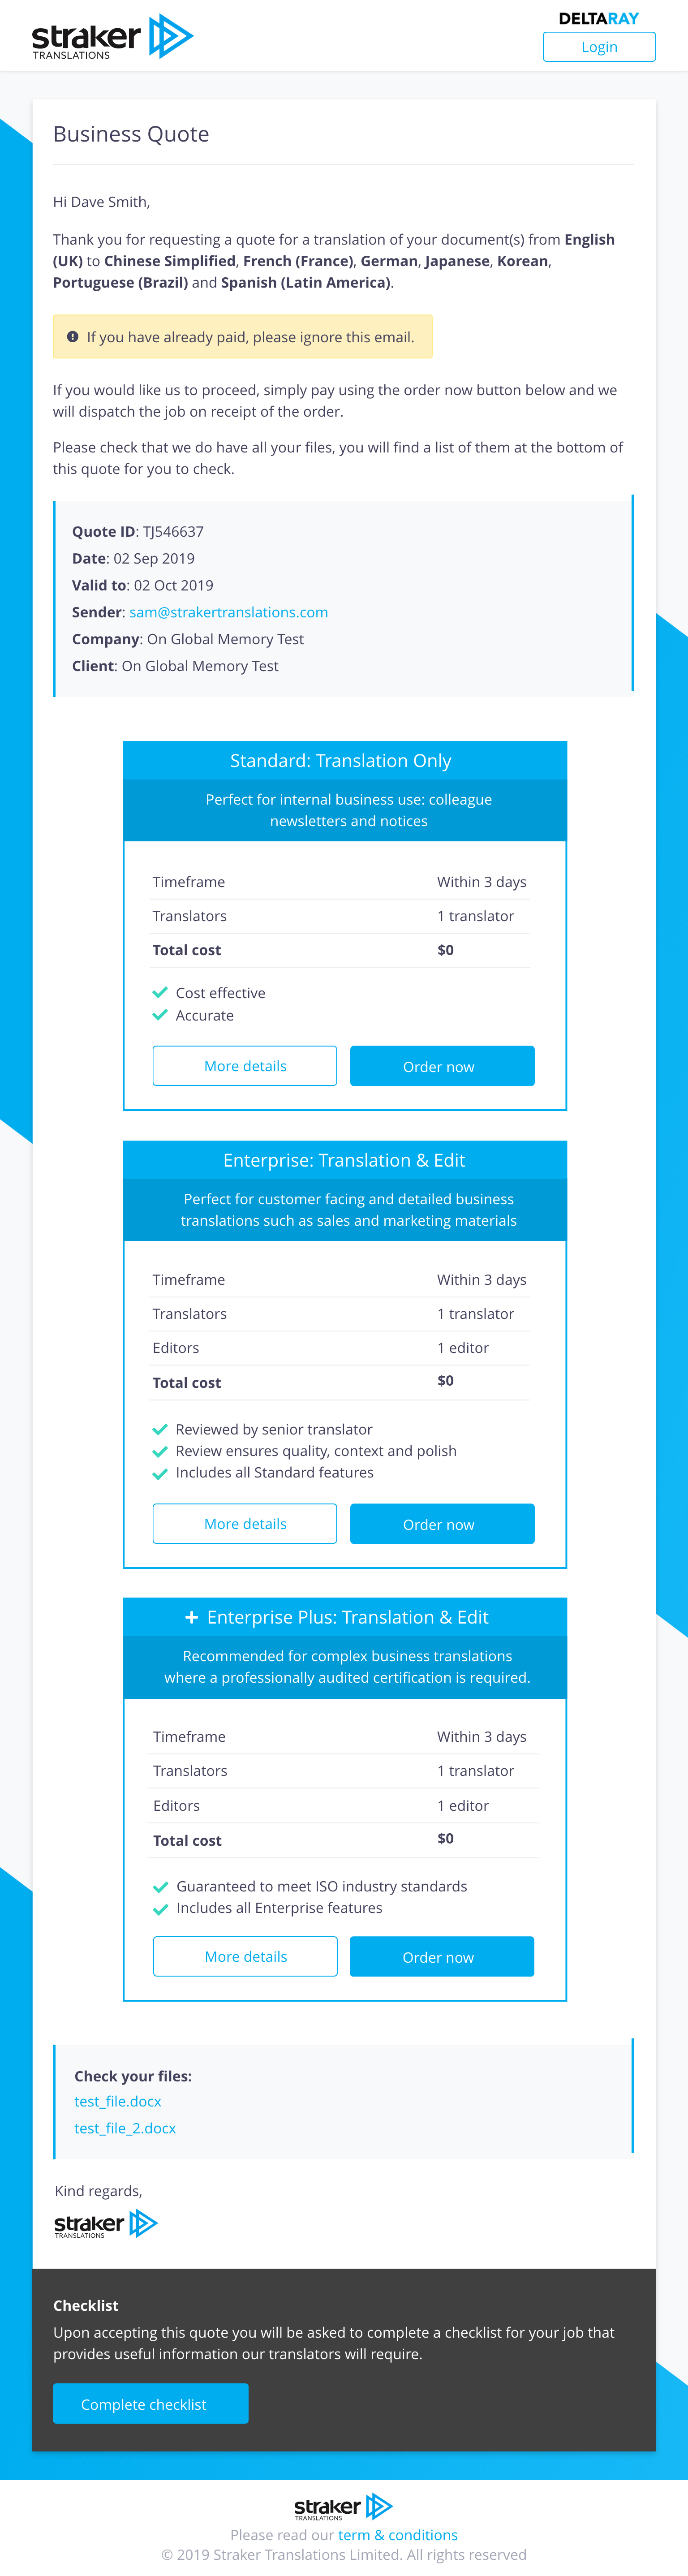 straker
TRANSLATIONS
DELTARAY
Login
Business Quote
Hi Dave Smith,
Thank you for requesting a quote for a translation of your document(s) from English
(UK) to Chinese Simplified, French (France), German, Japanese, Korean,
Portuguese (Brazil) and Spanish (Latin America).
If you have already paid, please ignore this email.
If you would like us to proceed, simply pay using the order now button below and we
will dispatch the job on receipt of the order.
Please check that we do have all your files, you will find a list of them at the bottom of
this quote for you to check.
Quote ID: TJ546637
Date: 02 Sep 2019
Valid to: 02 Oct 2019
Sender: sam@strakertranslations.com
Company: On Global Memory Test
Client: On Global Memory Test
Standard: Translation Only
Perfect for internal business use: colleague
newsletters and notices
Timeframe Within 3 days
Translators 1 translator
Total cost $0
Cost effective
Accurate
More details Order now
Enterprise: Translation & Edit
Perfect for customer facing and detailed business
translations such as sales and marketing materials
Timeframe Within 3 days
Translators 1 translator
Editors 1 editor
Total cost $0
Reviewed by senior translator
Review ensures quality, context and polish
Includes all Standard features
More details Order now
Enterprise Plus: Translation & Edit
Recommended for complex business translations
where a professionally audited certification is required.
Timeframe Within 3 days
Translators 1 translator
Editors 1 editor
Total cost $0
Guaranteed to meet ISO industry standards
Includes all Enterprise features
More details Order now
Check your files:
test_file.docx
test_file_2.docx
Kind regards,
straker
TRANSLATIONS
Checklist
Upon accepting this quote you will be asked to complete a checklist for your job that
provides useful information our translators will require.
Complete checklist
straker
TRANSLATIONS
Please read our term & conditions
© 2019 Straker Translations Limited. All rights reserved